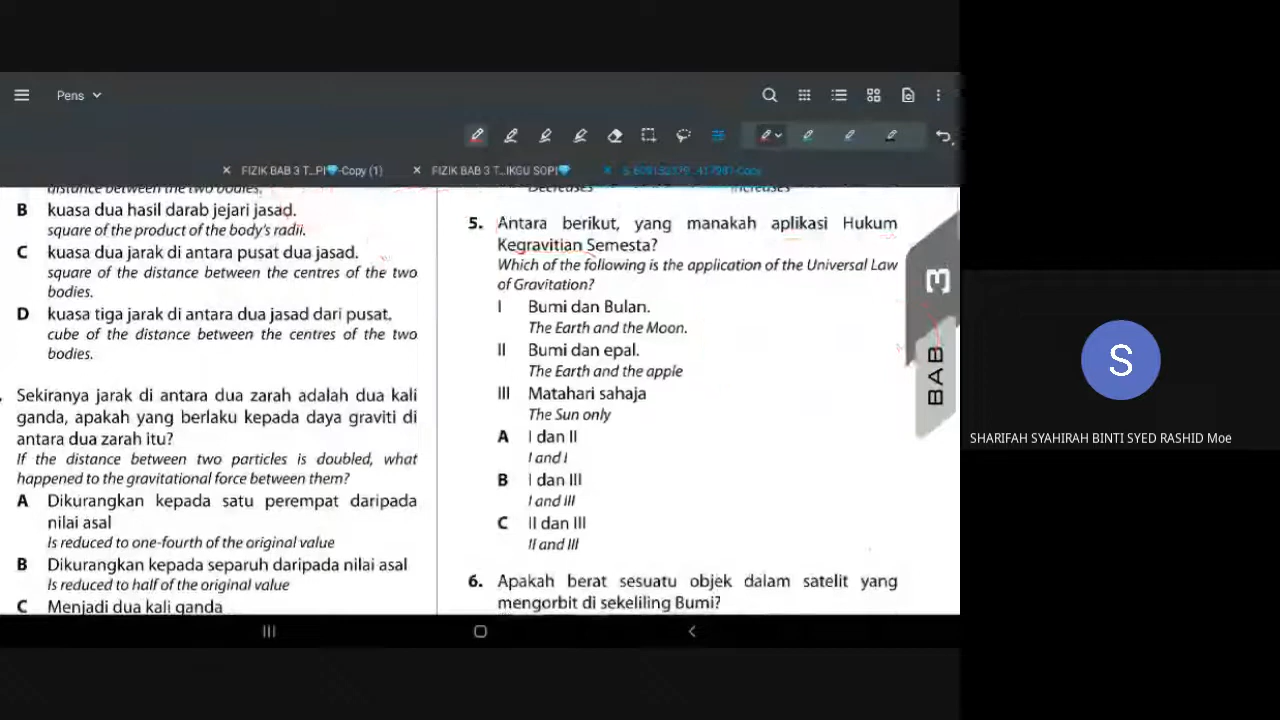 Pens
FIZIK BAB 3 T...PI💎-Copy (1)
FIZIK BAB 3 T...IKGU SOPI💎
distance between the two bodies.
B kuasa dua hasil darab jejari jasad.
square of the product of the body's radii.
C kuasa dua jarak di antara pusat dua jasad.
square of the distance between the centres of the two
bodies.
D kuasa tiga jarak di antara dua jasad dari pusat.
cube of the distance between the centres of the two
bodies.
Sekiranya jarak di antara dua zarah adalah dua kali
ganda, apakah yang berlaku kepada daya graviti di
antara dua zarah itu?
If the distance between two particles is doubled, what
happened to the gravitational force between them?
A Dikurangkan kepada satu perempat daripada
nilai asal
Is reduced to one-fourth of the original value
B Dikurangkan kepada separuh daripada nilai asal
Is reduced to half of the original value
C Menjadi dua kali ganda
Decreases increases
5. Antara berikut, yang manakah aplikasi Hukum
Kegravitian Semesta?
Which of the following is the application of the Universal Law
of Gravitation?
I Bumi dan Bulan.
The Earth and the Moon.
II Bumi dan epal.
The Earth and the apple
III Matahari sahaja
The Sun only
A I dan II
I and I
B I dan III
I and III
C II dan III
II and III
6. Apakah berat sesuatu objek dalam satelit yang
mengorbit di sekeliling Bumi?
BAB 3
S
SHARIFAH SYAHIRAH BINTI SYED RASHID Moe